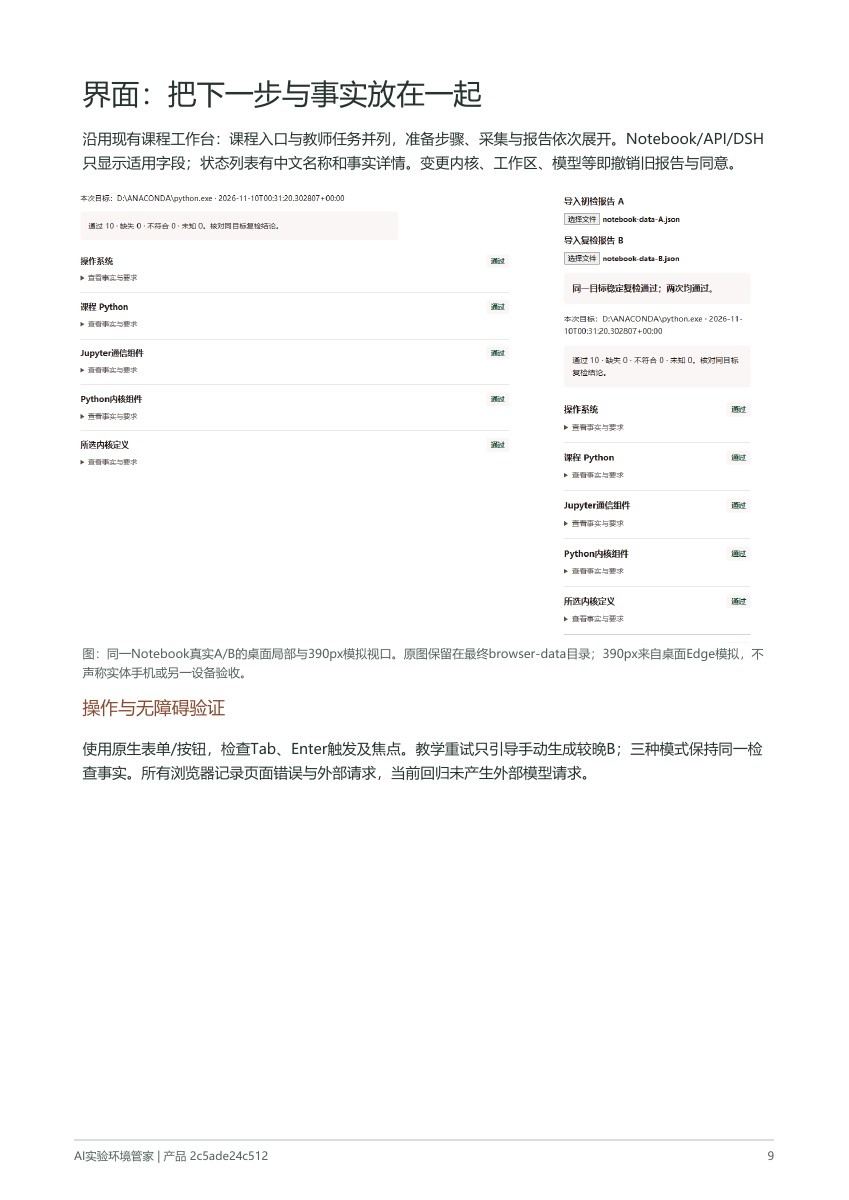 界面：把下一步与事实放在一起
沿用现有课程工作台：课程入口与教师任务并列，准备步骤、采集与报告依次展开。Notebook/API/DSH
只显示适用字段；状态列表有中文名称和事实详情。变更内核、工作区、模型等即撤销旧报告与同意。
本次目标：D:\ANACONDA\python.exe · 2026-11-10T00:31:20.302807+00:00
通过 10 · 缺失 0 · 不符合 0 · 未知 0。核对同目标复检结论。
操作系统 通过
▶ 查看事实与要求
课程 Python 通过
▶ 查看事实与要求
Jupyter通信组件 通过
▶ 查看事实与要求
Python内核组件 通过
▶ 查看事实与要求
所选内核定义 通过
▶ 查看事实与要求
导入初检报告 A
选择文件 notebook-data-A.json
导入复检报告 B
选择文件 notebook-data-B.json
同一目标稳定复检通过；两次均通过。
本次目标：D:\ANACONDA\python.exe · 2026-11-
10T00:31:20.302807+00:00
通过 10 · 缺失 0 · 不符合 0 · 未知 0。核对同目标
复检结论。
操作系统 通过
▶ 查看事实与要求
课程 Python 通过
▶ 查看事实与要求
Jupyter通信组件 通过
▶ 查看事实与要求
Python内核组件 通过
▶ 查看事实与要求
所选内核定义 通过
▶ 查看事实与要求
图：同一Notebook真实A/B的桌面局部与390px模拟视口。原图保留在最终browser-data目录；390px来自桌面Edge模拟，不
声称实体手机或另一设备验收。
操作与无障碍验证
使用原生表单/按钮，检查Tab、Enter触发及焦点。教学重试只引导手动生成较晚B；三种模式保持同一检
查事实。所有浏览器记录页面错误与外部请求，当前回归未产生外部模型请求。
AI实验环境管家 | 产品 2c5ade24c512 9